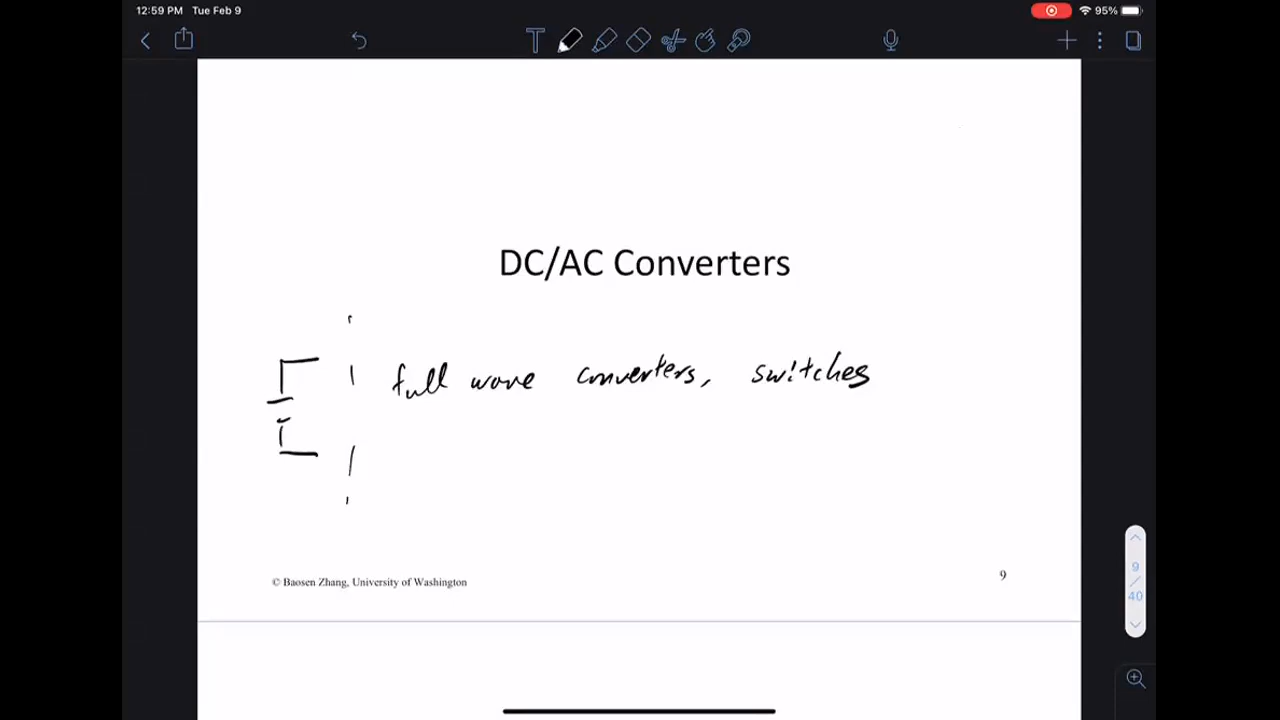 12:59 PM Tue Feb 9
95%
DC/AC Converters
full wave converters, switches
© Baosen Zhang, University of Washington
9
9
/
40